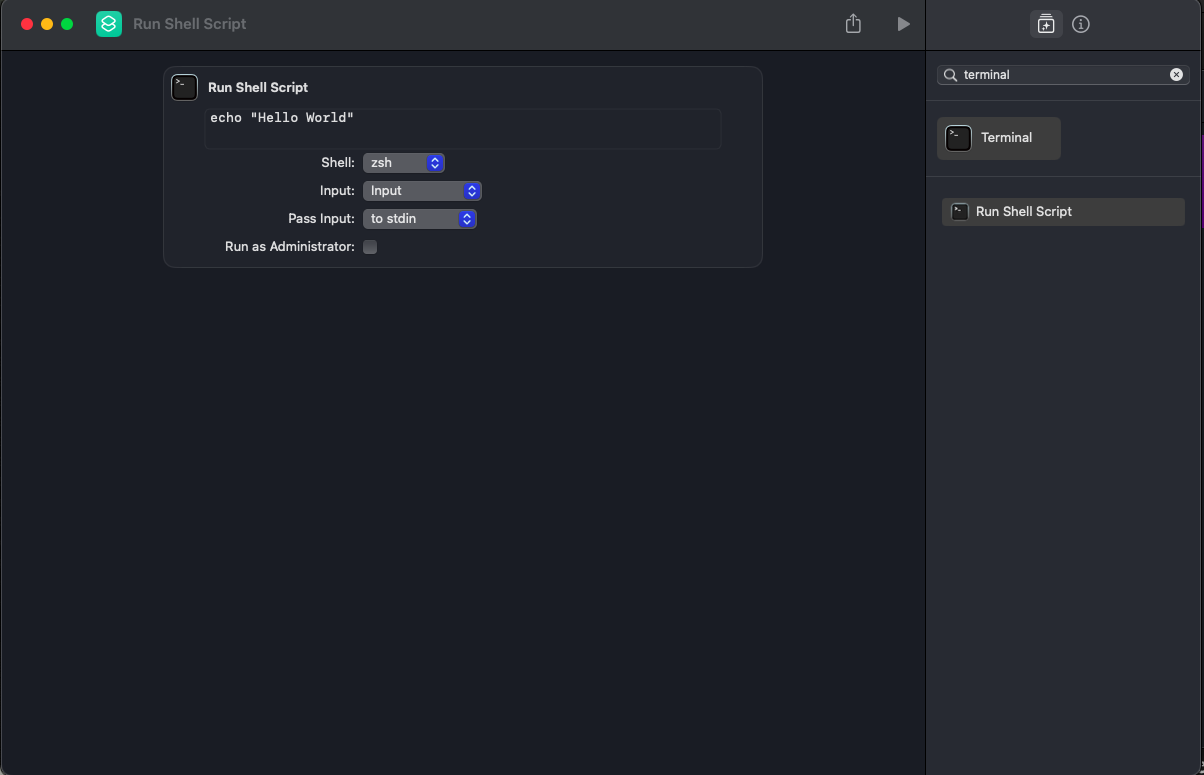 Run Shell Script
terminal
Run Shell Script
echo "Hello World"
Shell: zsh
Input: Input
Pass Input: to stdin
Run as Administrator:
Terminal
Run Shell Script